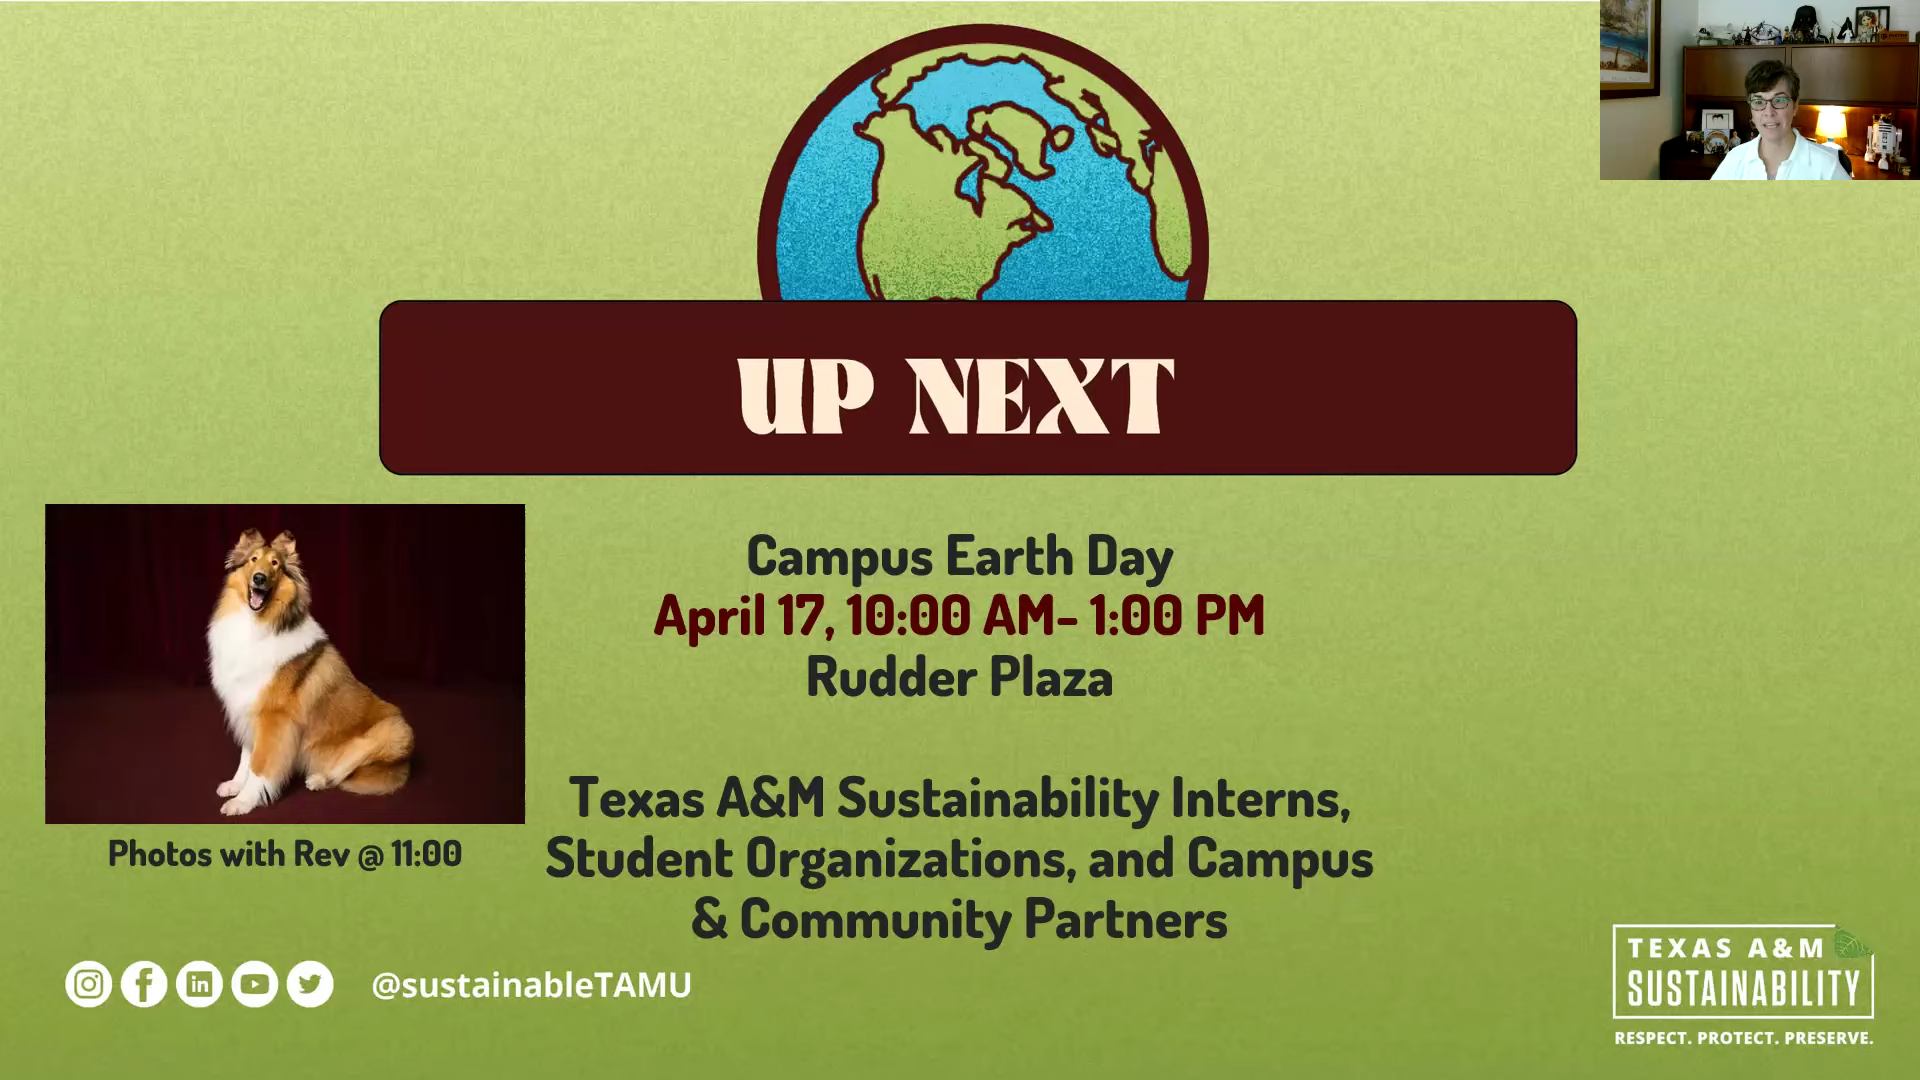 UP NEXT
Campus Earth Day
April 17, 10:00 AM- 1:00 PM
Rudder Plaza
Texas A&M Sustainability Interns,
Student Organizations, and Campus
& Community Partners
Photos with Rev @ 11:00
@sustainableTAMU
TEXAS A&M
SUSTAINABILITY
RESPECT. PROTECT. PRESERVE.